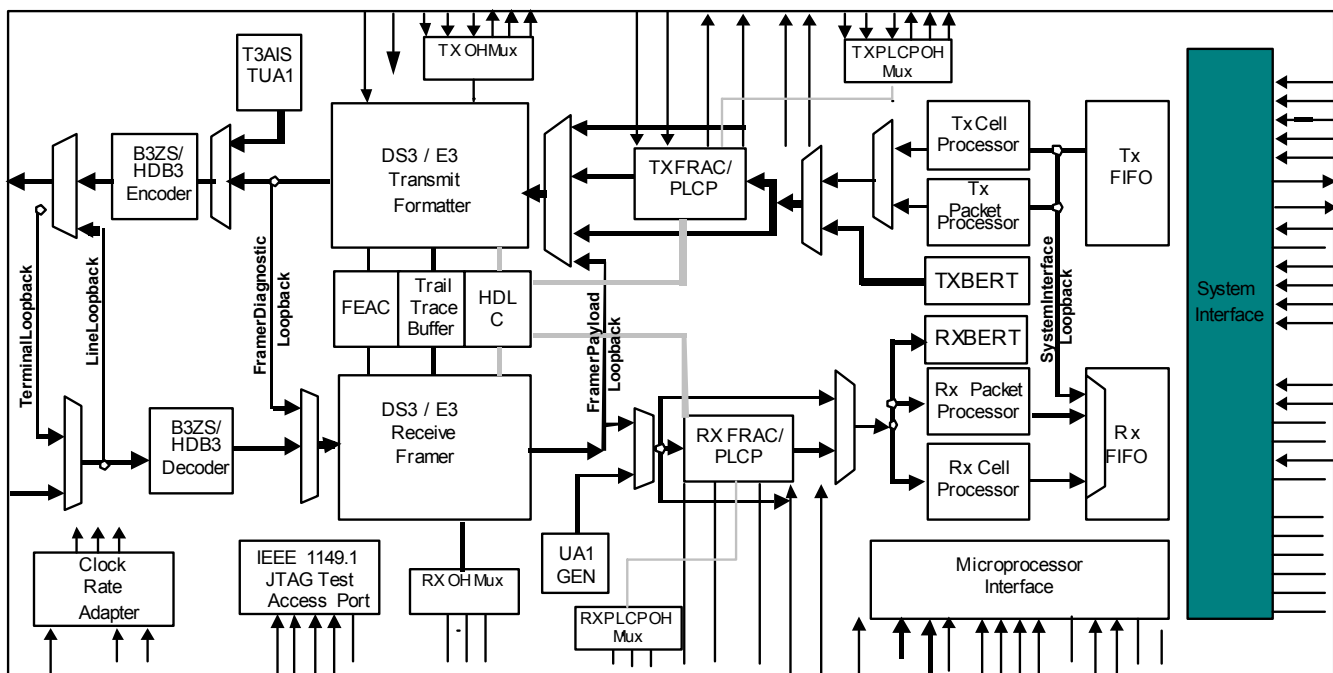 T3AIS
TUA1
TX OHMux
TXPLCPOH
Mux
B3ZS/
HDB3
Encoder
DS3 / E3
Transmit
Formatter
TXFRAC/
PLCP
Tx Cell
Processor
Tx
Packet
Processor
Tx
FIFO
TerminalLoopback
LineLoopback
FramerDiagnostic
Loopback
FEAC
Trail
Trace
Buffer
HDL
C
FramerPayload
Loopback
TXBERT
RXBERT
SystemInterface
Loopback
System
Interface
B3ZS/
HDB3
Decoder
DS3 / E3
Receive
Framer
RX FRAC/
PLCP
Rx Packet
Processor
Rx Cell
Processor
Rx
FIFO
Clock
Rate
Adapter
IEEE 1149.1
JTAG Test
Access Port
RX OH Mux
UA1
GEN
RXPLCPOH
Mux
Microprocessor
Interface